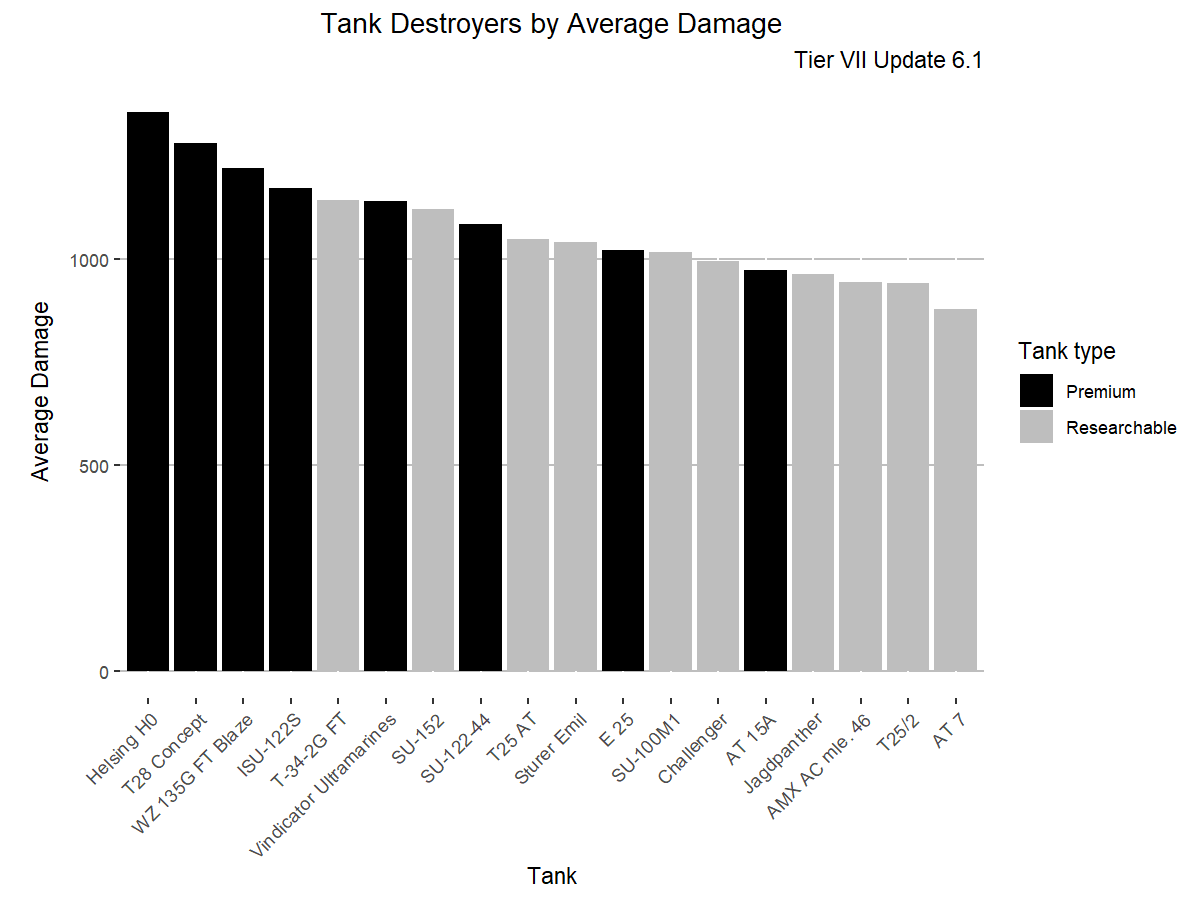 Tank Destroyers by Average Damage
Tier VII Update 6.1
Average Damage
1000
500
0
Helsing H0
T28 Concept
WZ 135G FT Blaze
ISU-122S
T-34-2G FT
Vindicator Ultramarines
SU-152
SU-122-44
T25 AT
Sturer Emil
E 25
SU-100M1
Challenger
AT 15A
Jagdpanther
AMX AC mle. 46
T25/2
AT 7
Tank
Tank type
Premium
Researchable